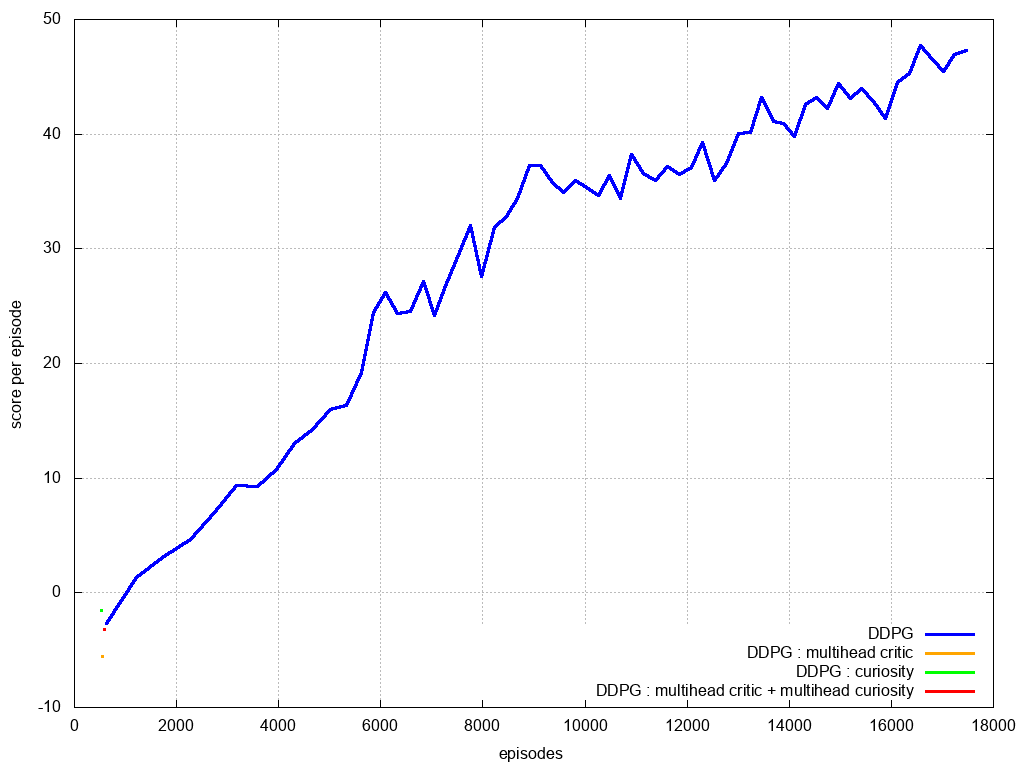 50
40
30
20
10
0
-10
score per episode
DDPG
DDPG : multihead critic
DDPG : curiosity
DDPG : multihead critic + multihead curiosity
0 2000 4000 6000 8000 10000 12000 14000 16000 18000
episodes